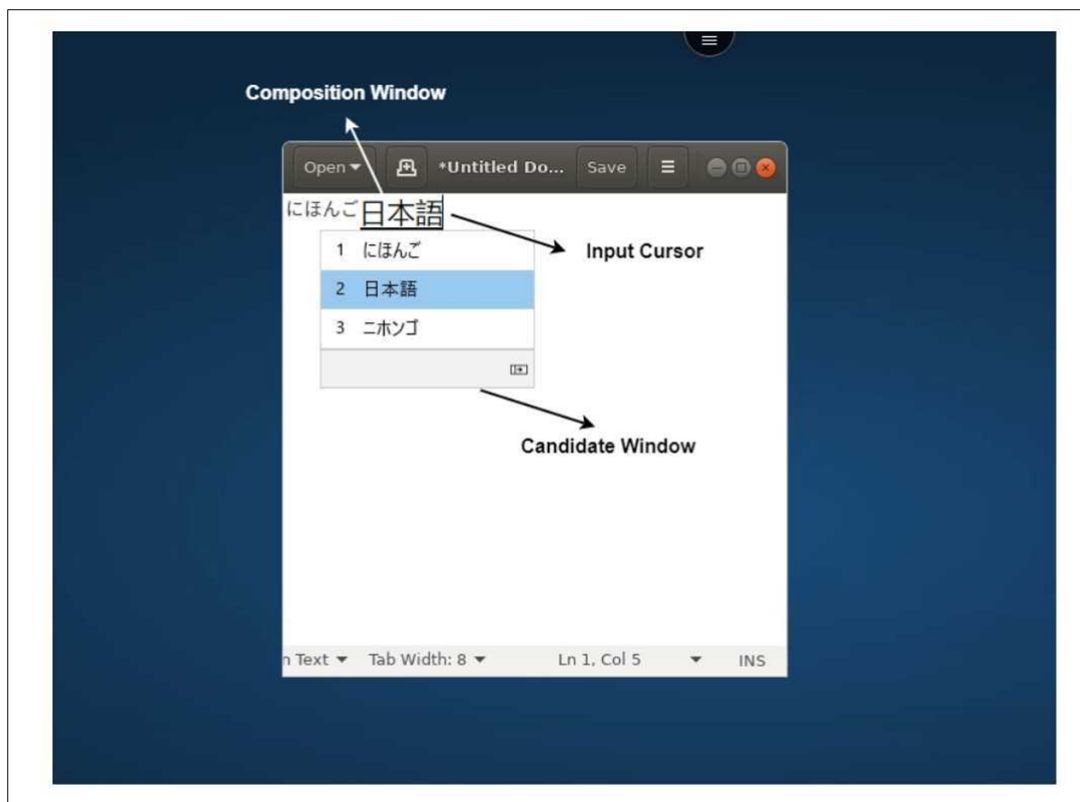 Composition Window
Open *Untitled Do... Save
にほんご日本語
Input Cursor
1 にほんご
2 日本語
3 ニホンゴ
Candidate Window
n Text Tab Width: 8 Ln 1, Col 5 INS